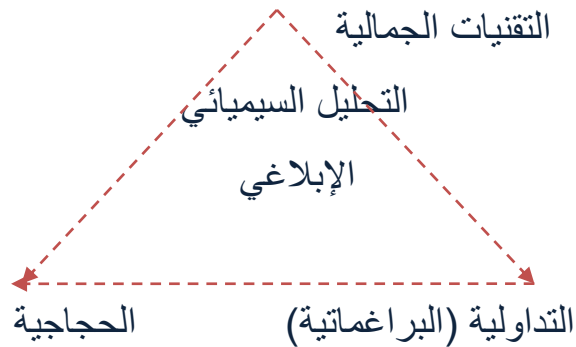 التقنيات الجمالية
التحليل السيميائي
الإبلاغي
التداولية (البراغماتية)
الحجاجية